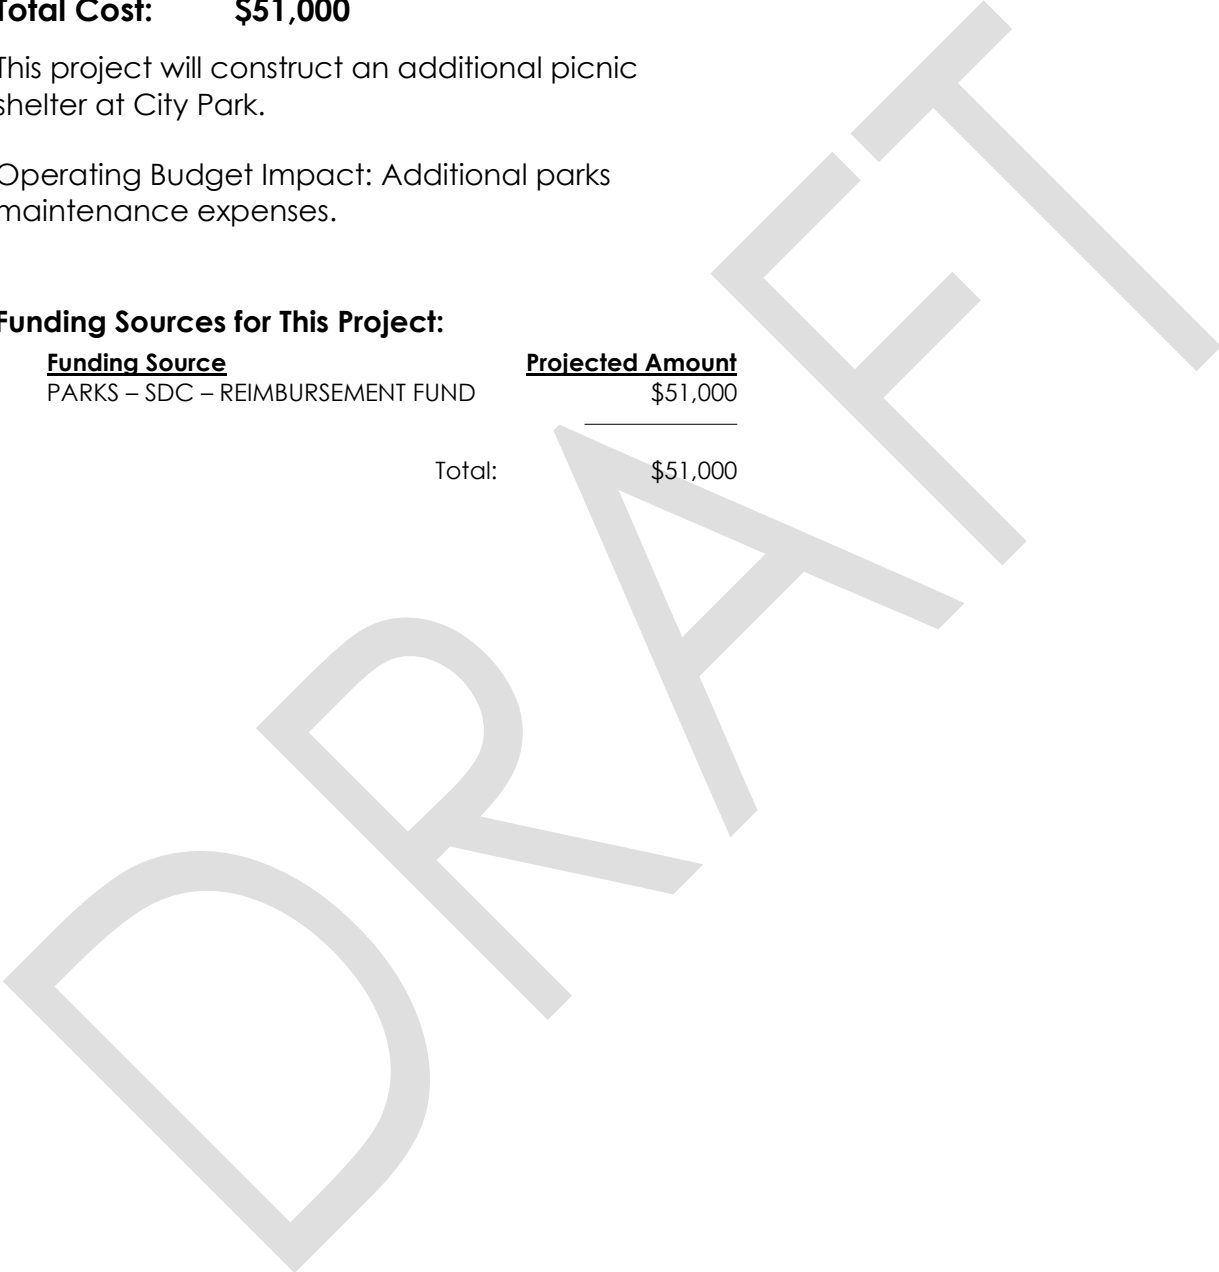 Total Cost: $51,000
This project will construct an additional picnic
shelter at City Park.
Operating Budget Impact: Additional parks
maintenance expenses.
Funding Sources for This Project:
Funding Source Projected Amount
PARKS – SDC – REIMBURSEMENT FUND $51,000
Total: $51,000
DRAFT